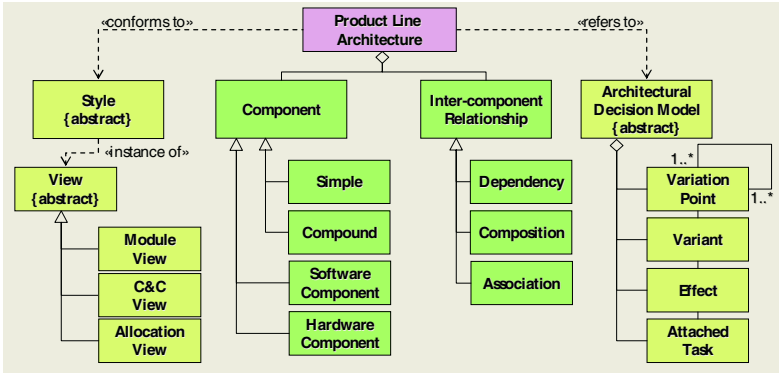 «conforms to»
Product Line
Architecture
«refers to»
Style
{abstract}
Component
Inter-component
Relationship
Architectural
Decision Model
{abstract}
«instance of»
View
{abstract}
1..*
1..*
Simple
Dependency
Variation
Point
Module
View
Compound
Composition
Variant
C&C
View
Software
Component
Association
Effect
Allocation
View
Hardware
Component
Attached
Task